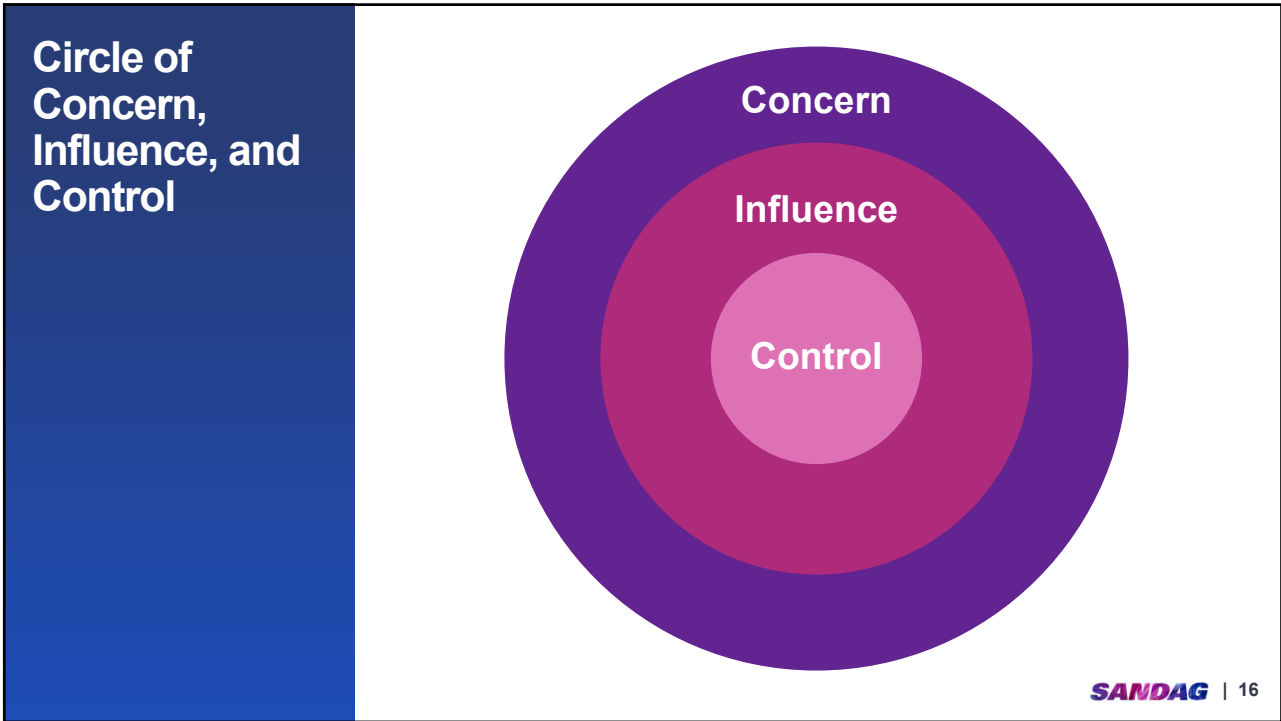 Circle of
Concern,
Influence, and
Control
Concern
Influence
Control
SANDAG | 16